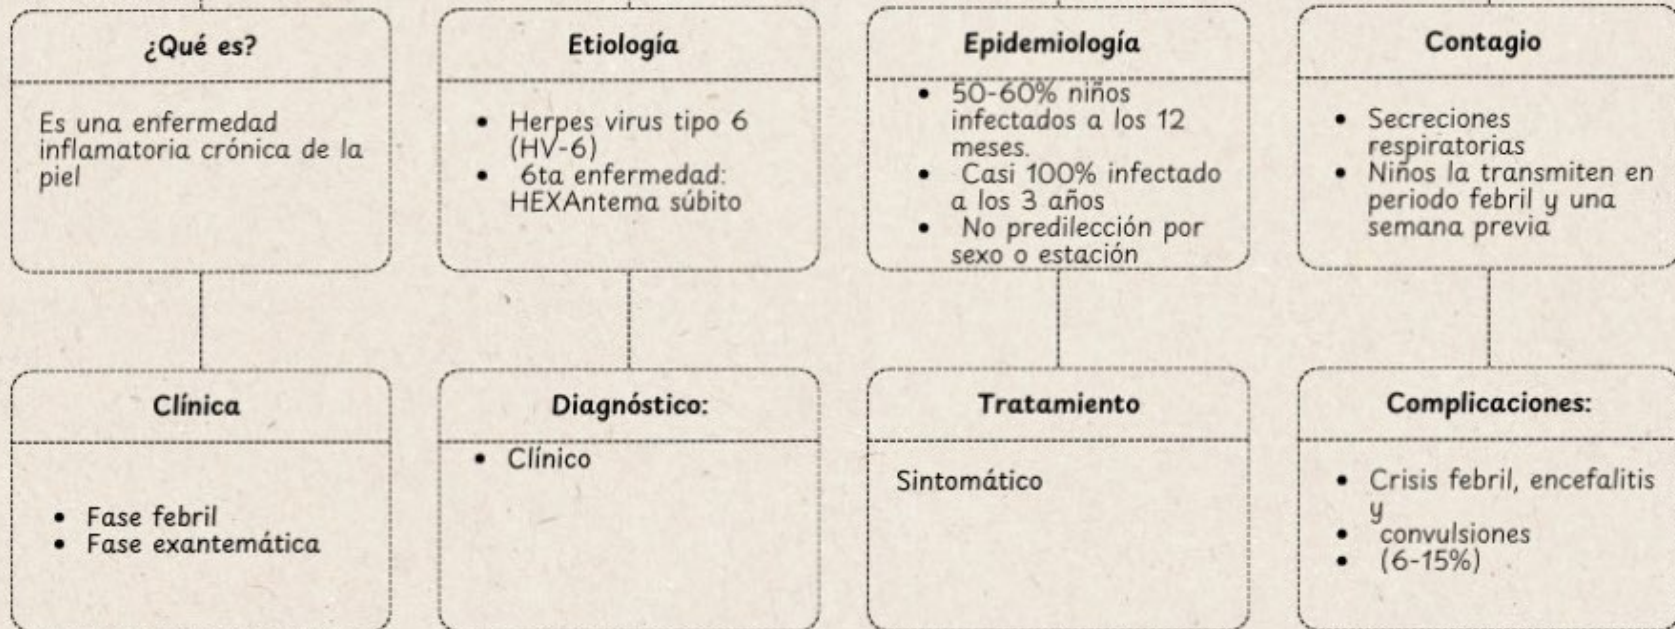 ¿Qué es?
Es una enfermedad
inflamatoria crónica de la
piel
Etiología
• Herpes virus tipo 6
(HV-6)
• 6ta enfermedad:
HEXAntema súbito
Epidemiología
• 50-60% niños
infectados a los 12
meses.
• Casi 100% infectado
a los 3 años
• No predilección por
sexo o estación
Contagio
• Secreciones
respiratorias
• Niños la transmiten en
periodo febril y una
semana previa
Clínica
• Fase febril
• Fase exantemática
Diagnóstico:
• Clínico
Tratamiento
Sintomático
Complicaciones:
• Crisis febril, encefalitis
y
• convulsiones
• (6-15%)